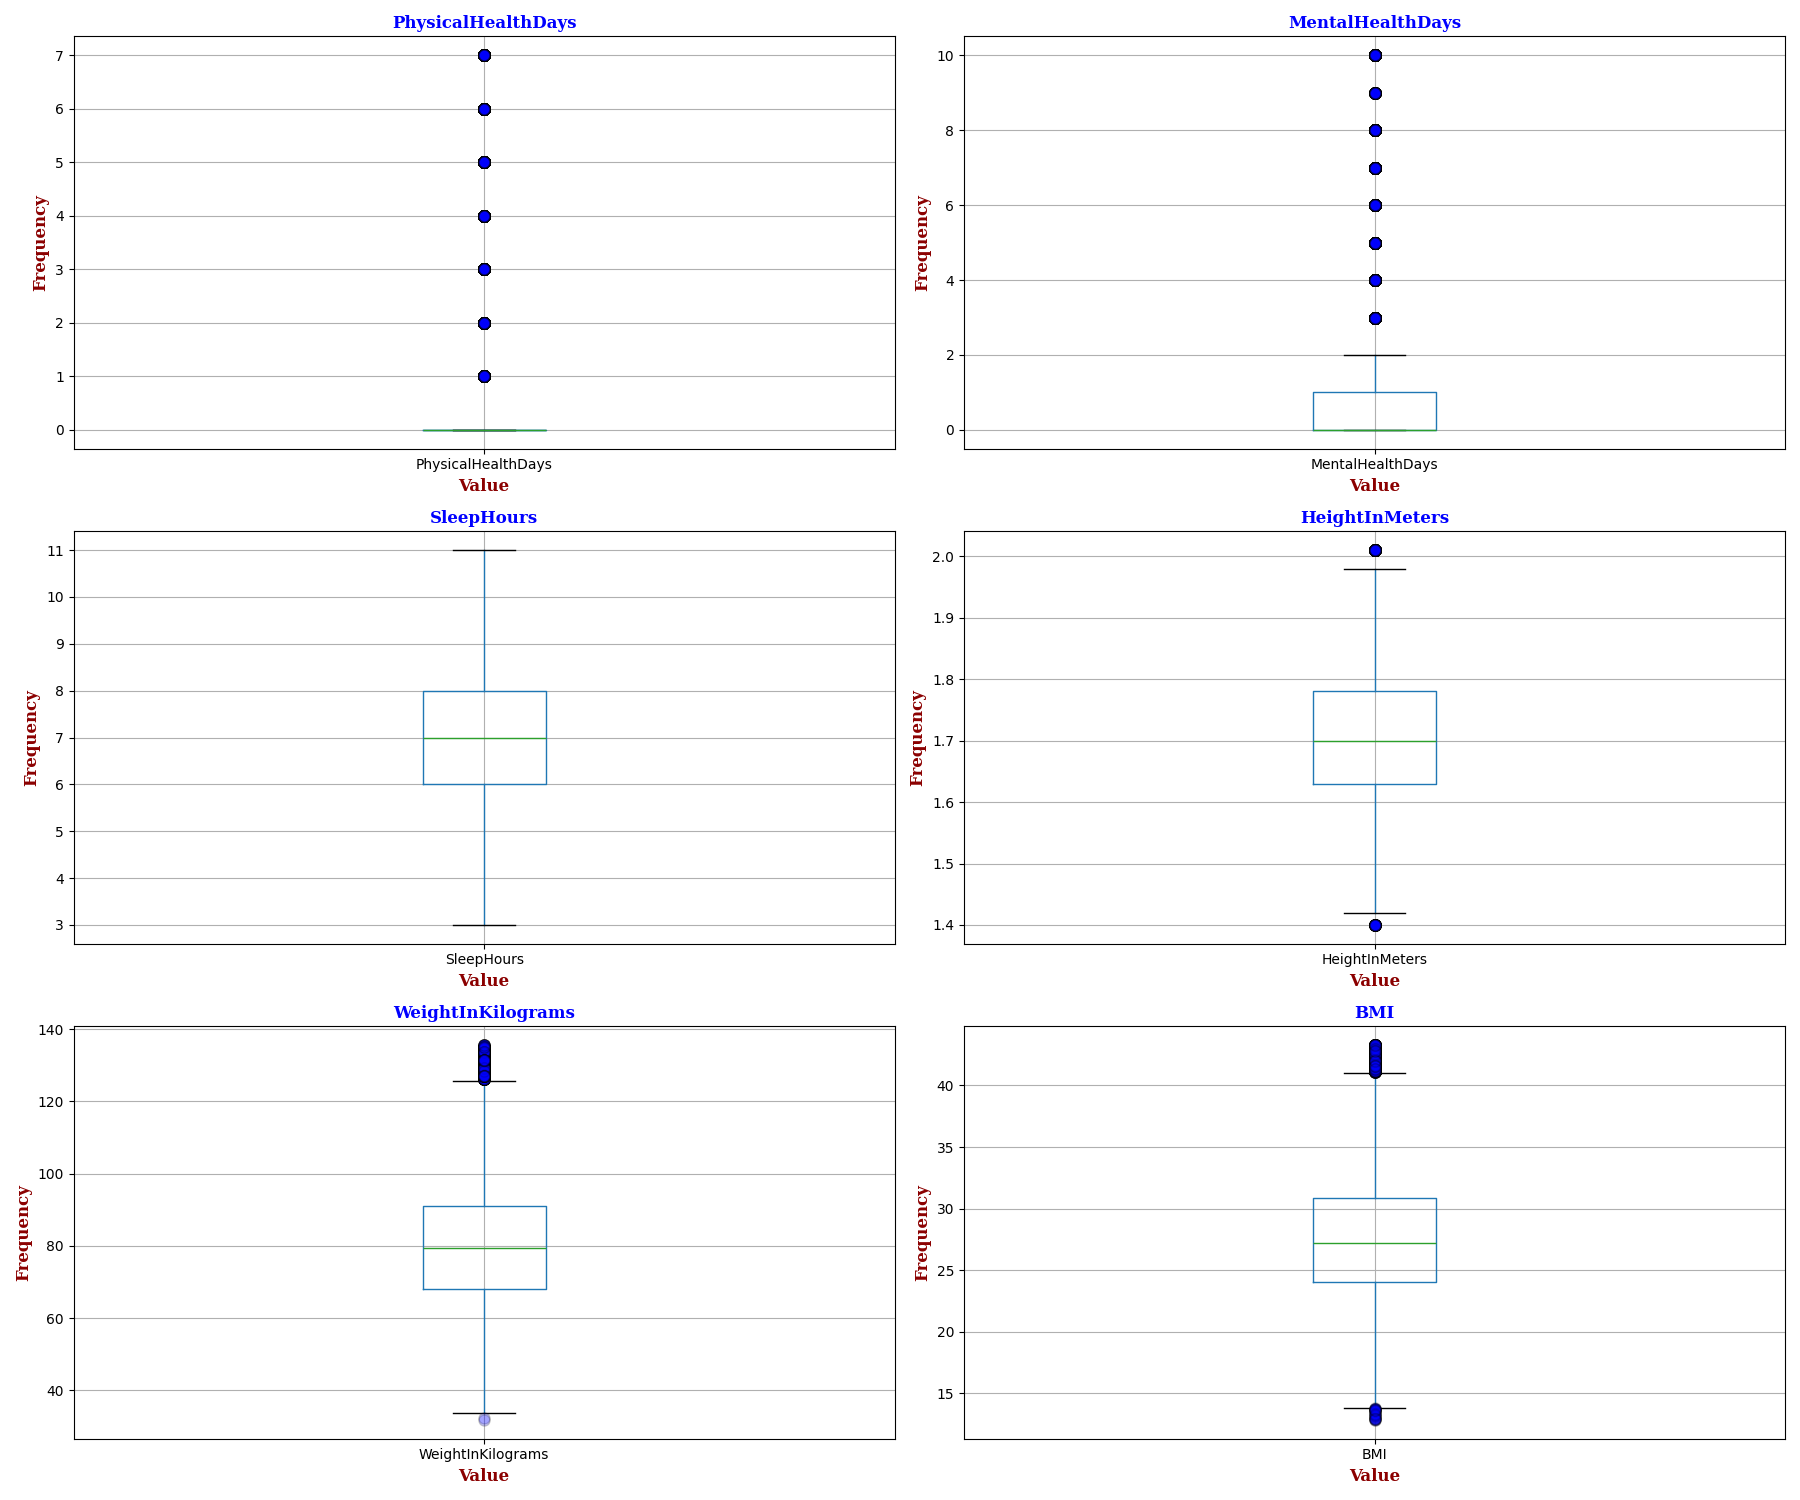 PhysicalHealthDays
7
6
5
4
3
2
1
0
Frequency
PhysicalHealthDays
Value
MentalHealthDays
10
8
6
4
2
0
Frequency
MentalHealthDays
Value
SleepHours
11
10
9
8
7
6
5
4
3
Frequency
SleepHours
Value
HeightInMeters
2.0
1.9
1.8
1.7
1.6
1.5
1.4
Frequency
HeightInMeters
Value
WeightInKilograms
140
120
100
80
60
40
Frequency
WeightInKilograms
Value
BMI
40
35
30
25
20
15
Frequency
BMI
Value